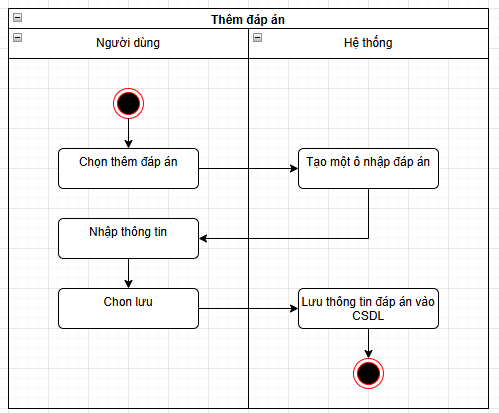 Thêm đáp án
Người dùng
Hệ thống
Chọn thêm đáp án
Tạo một ô nhập đáp án
Nhập thông tin
Chon lưu
Lưu thông tin đáp án vảo
CSDL